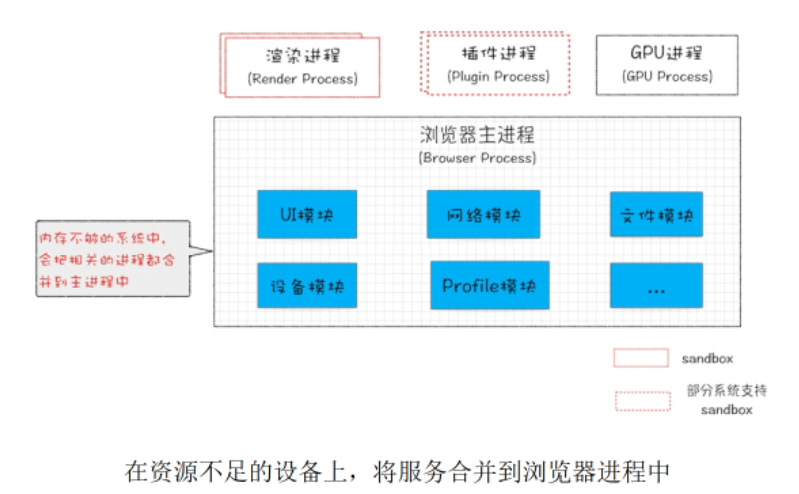 渲染进程
(Render Process)
插件进程
(Plugin Process)
GPU进程
(GPU Process)
浏览器主进程
(Browser Process)
UI模块
网络模块
文件模块
设备模块
Profile模块
...
内存不够的系统中，
会把相关的进程都合
并到主进程中
sandbox
部分系统支持
sandbox
在资源不足的设备上，将服务合并到浏览器进程中